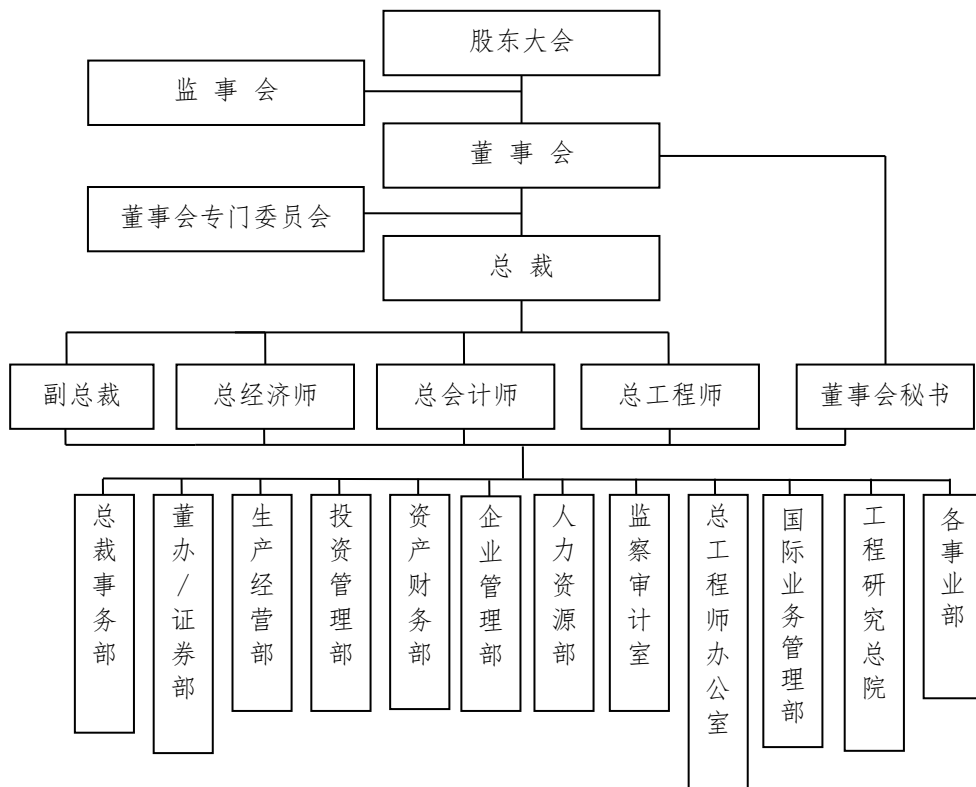 股东大会
监 事 会
董 事 会
董事会专门委员会
总 裁
副总裁
总经济师
总会计师
总工程师
董事会秘书
总裁事务部
董办/证券部
生产经营部
投资管理部
资产财务部
企业管理部
人力资源部
监察审计室
总工程师办公室
国际业务管理部
工程研究总院
各事业部